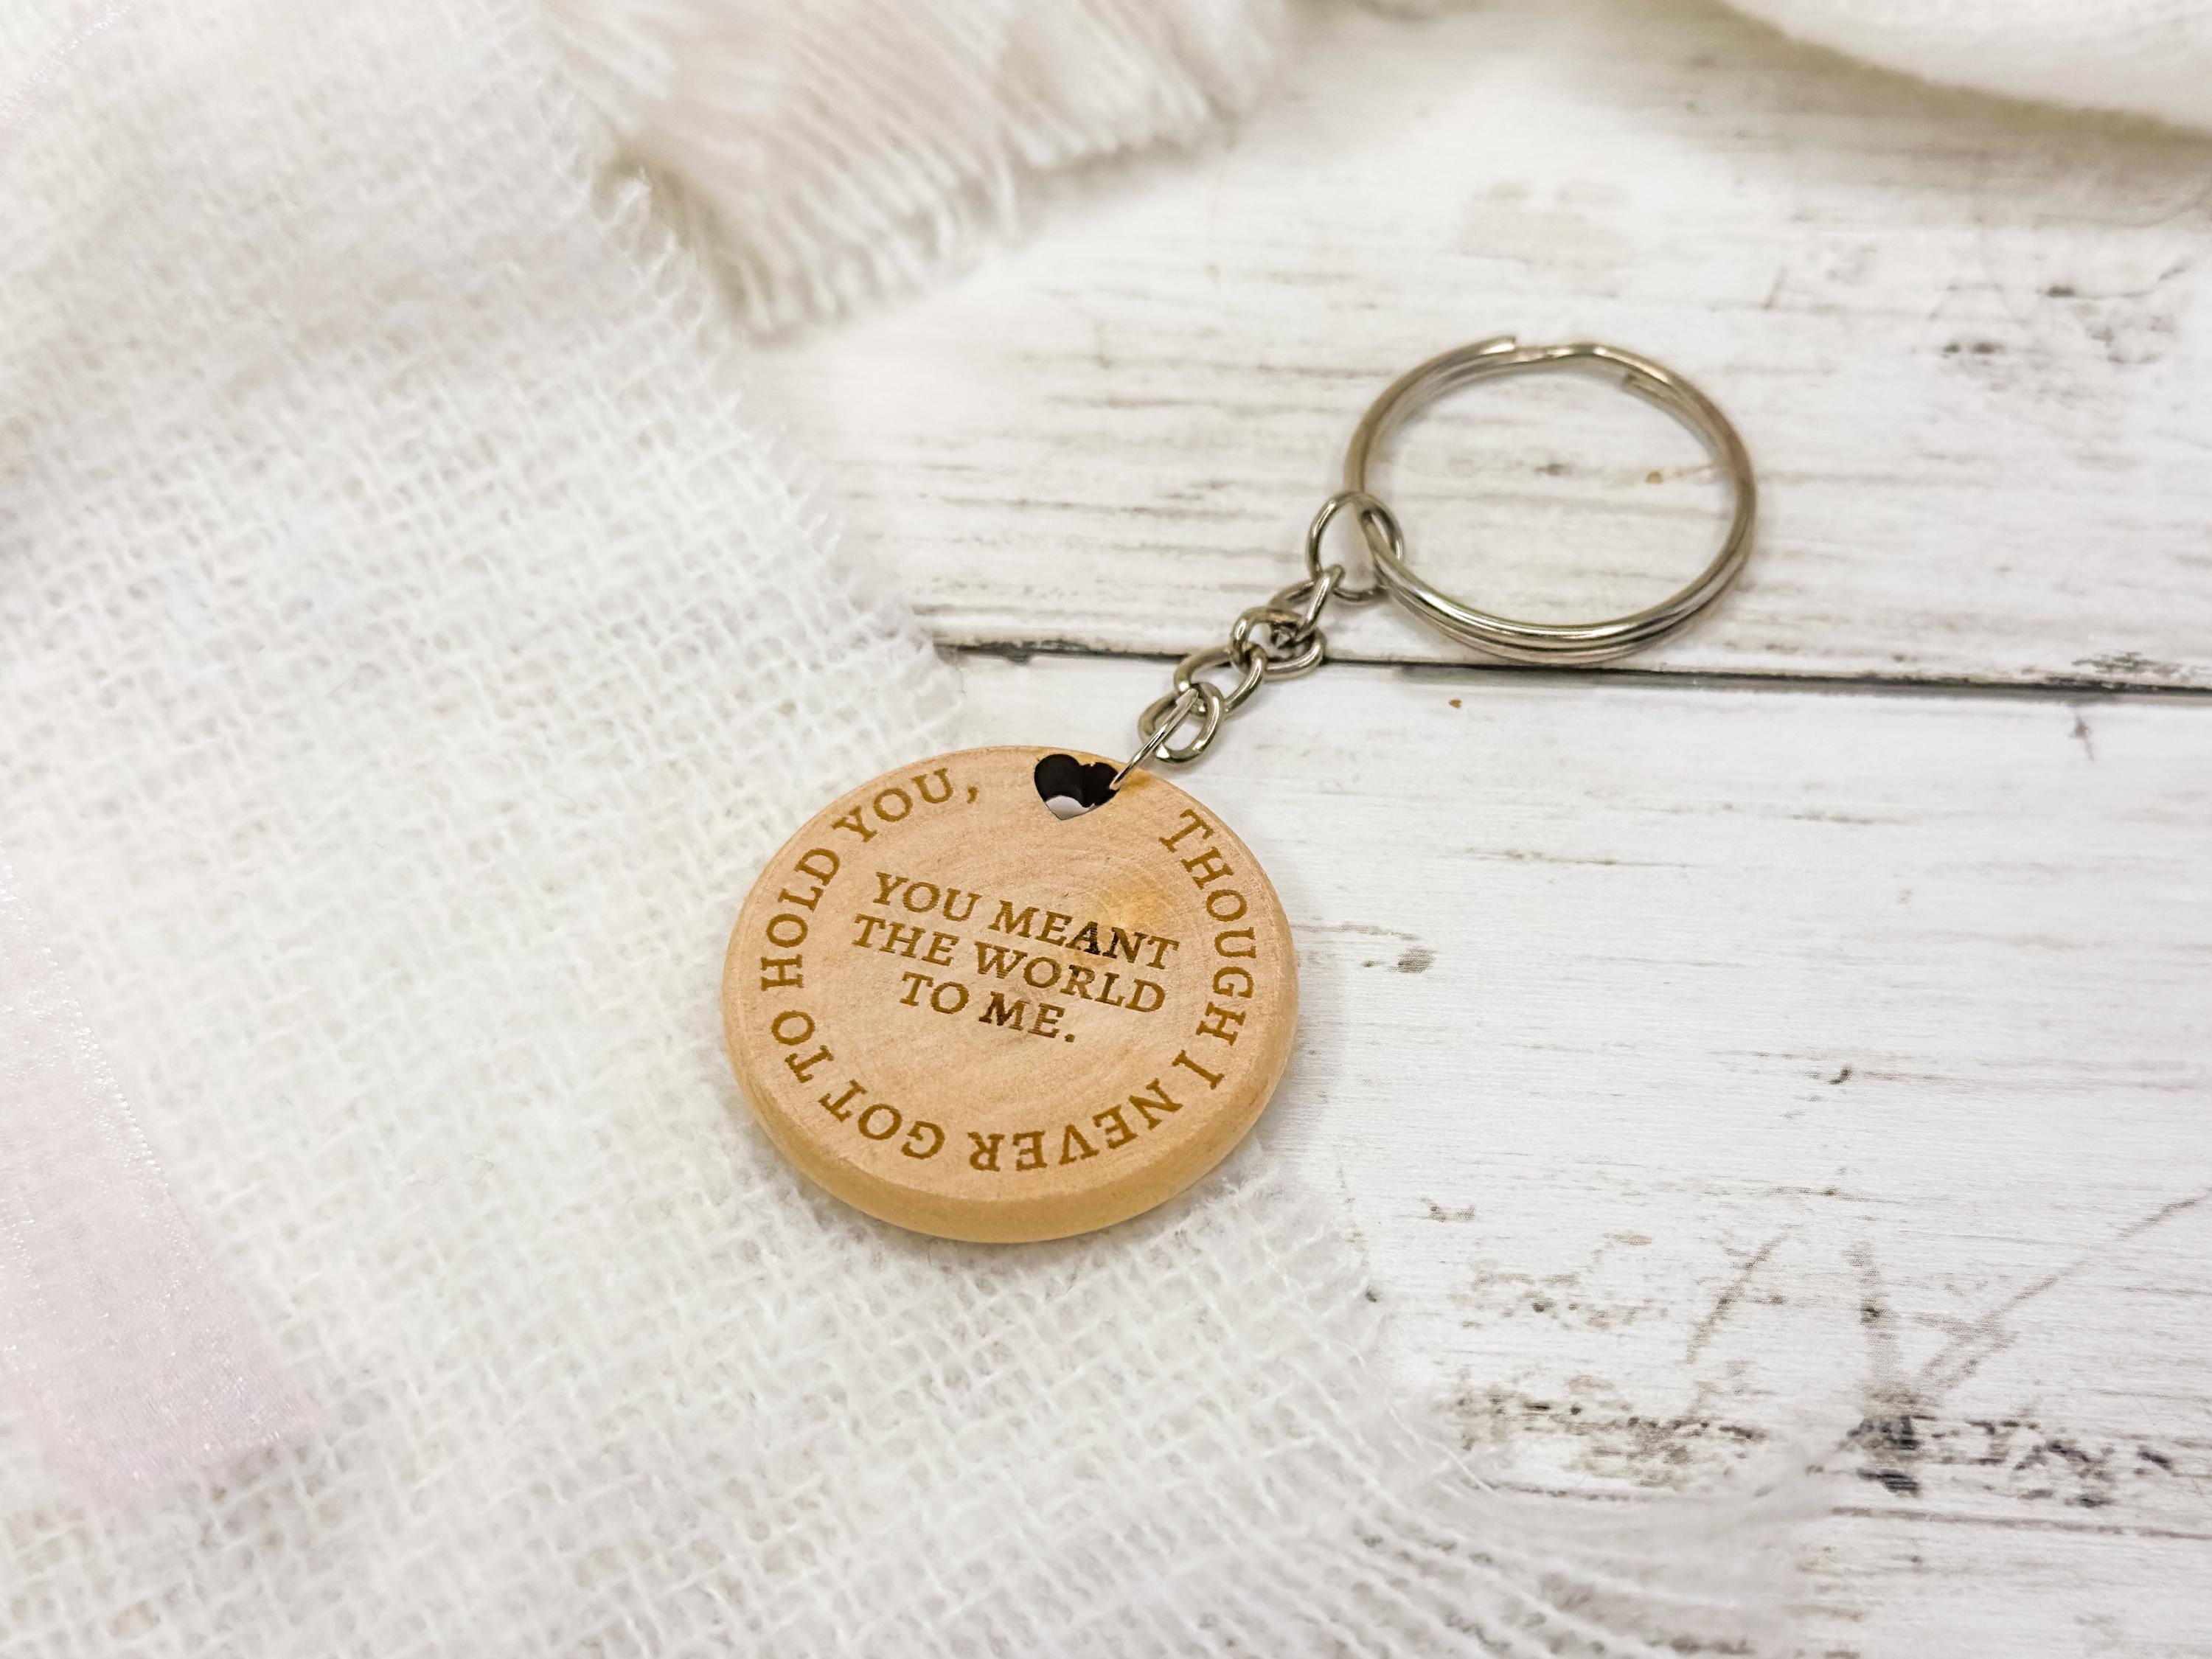 THOUGH I NEVER GOT TO HOLD YOU,
YOU MEANT
THE WORLD
TO ME.